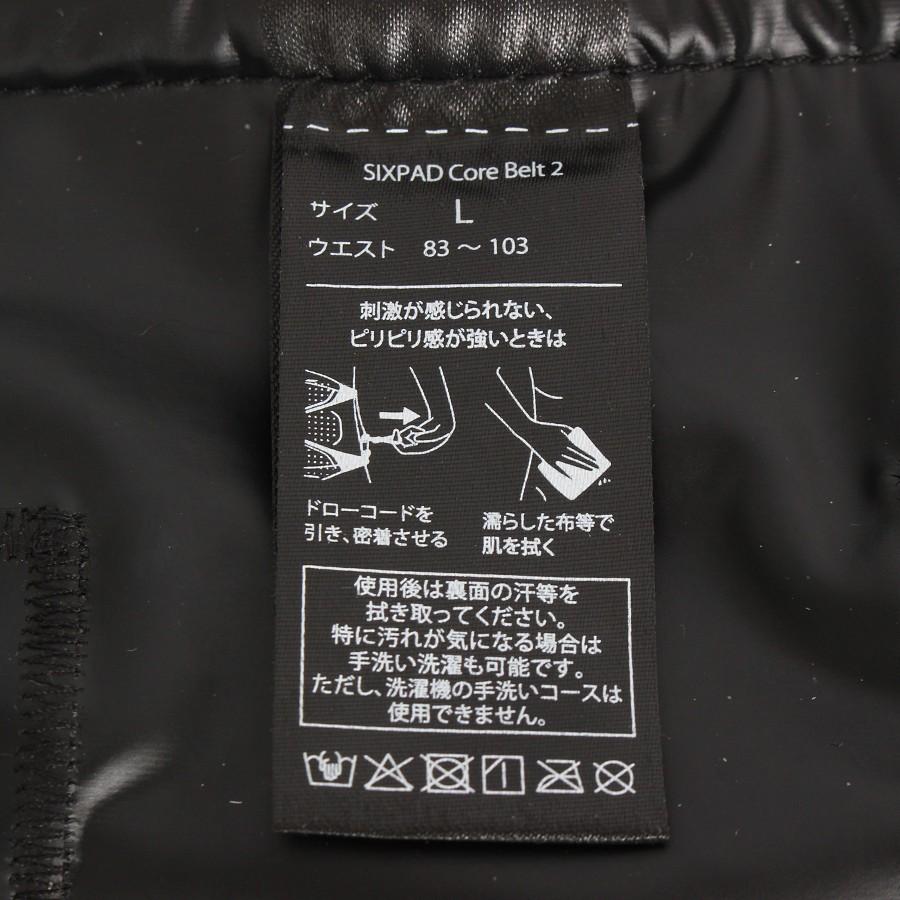 SIXPAD Core Belt 2
サイズ L
ウエスト 83 ～ 103
刺激が感じられない、
ピリピリ感が強いときは
ドローコードを
引き、密着させる
濡らした布等で
肌を拭く
使用後は裏面の汗等を
拭き取ってください。
特に汚れが気になる場合は
手洗い洗濯も可能です。
ただし、洗濯機の手洗いコースは
使用できません。